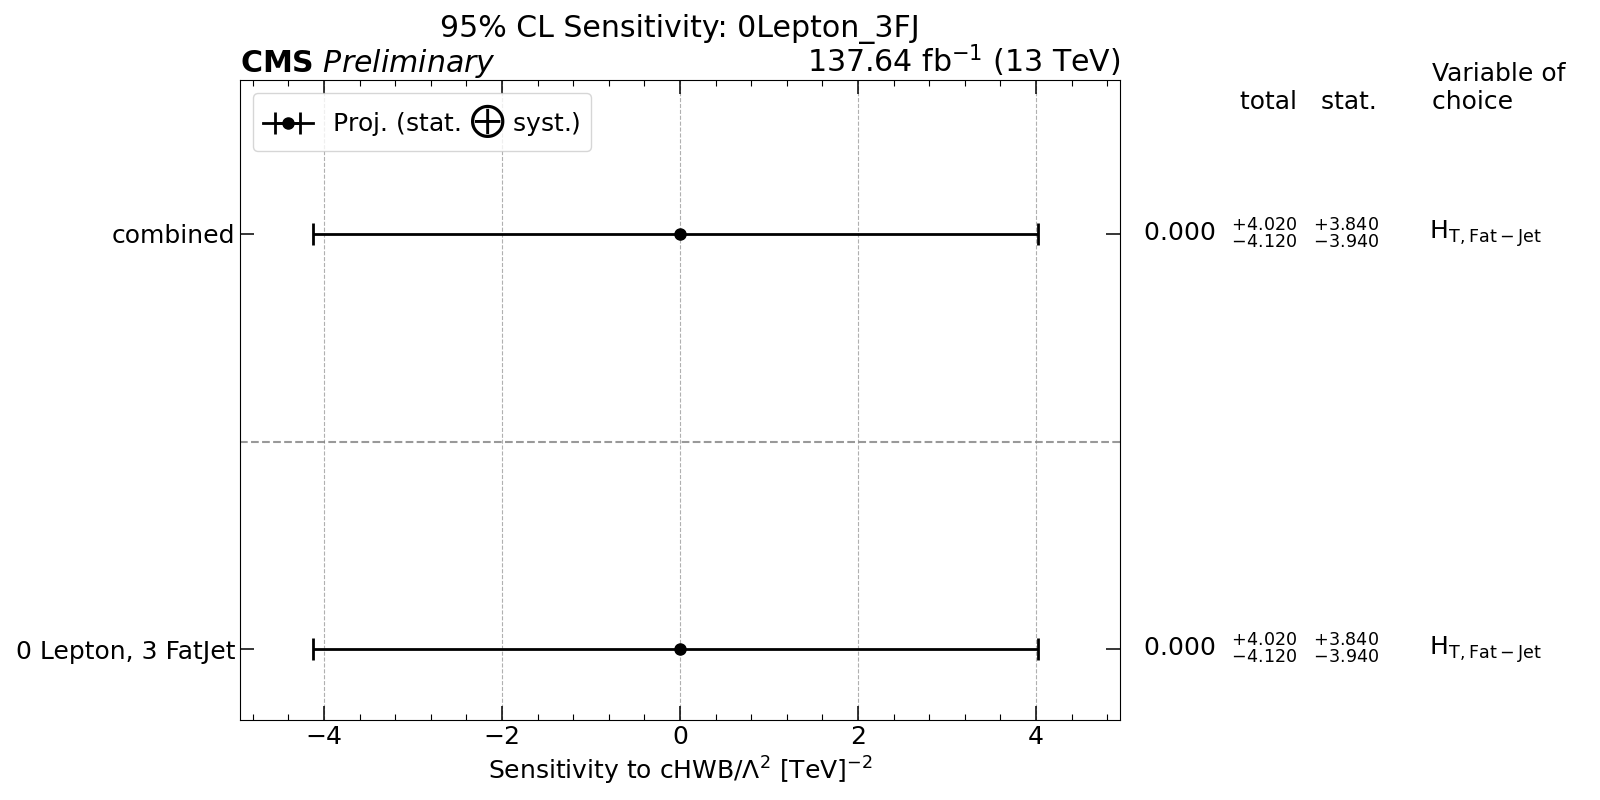 95% CL Sensitivity: 0Lepton_3FJ
CMS Preliminary 137.64 fb⁻¹ (13 TeV)
Variable of
total stat. choice
Proj. (stat. ⊕ syst.)
combined 0.000 +4.020 −4.120 +3.840 −3.940 H_T, Fat−Jet
0 Lepton, 3 FatJet 0.000 +4.020 −4.120 +3.840 −3.940 H_T, Fat−Jet
−4 −2 0 2 4
Sensitivity to cHWB/Λ² [TeV]⁻²